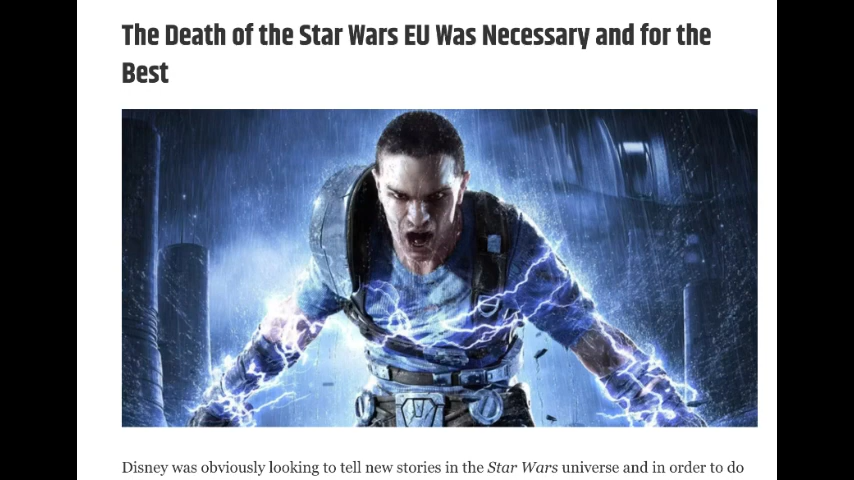 The Death of the Star Wars EU Was Necessary and for the
Best
Disney was obviously looking to tell new stories in the Star Wars universe and in order to do